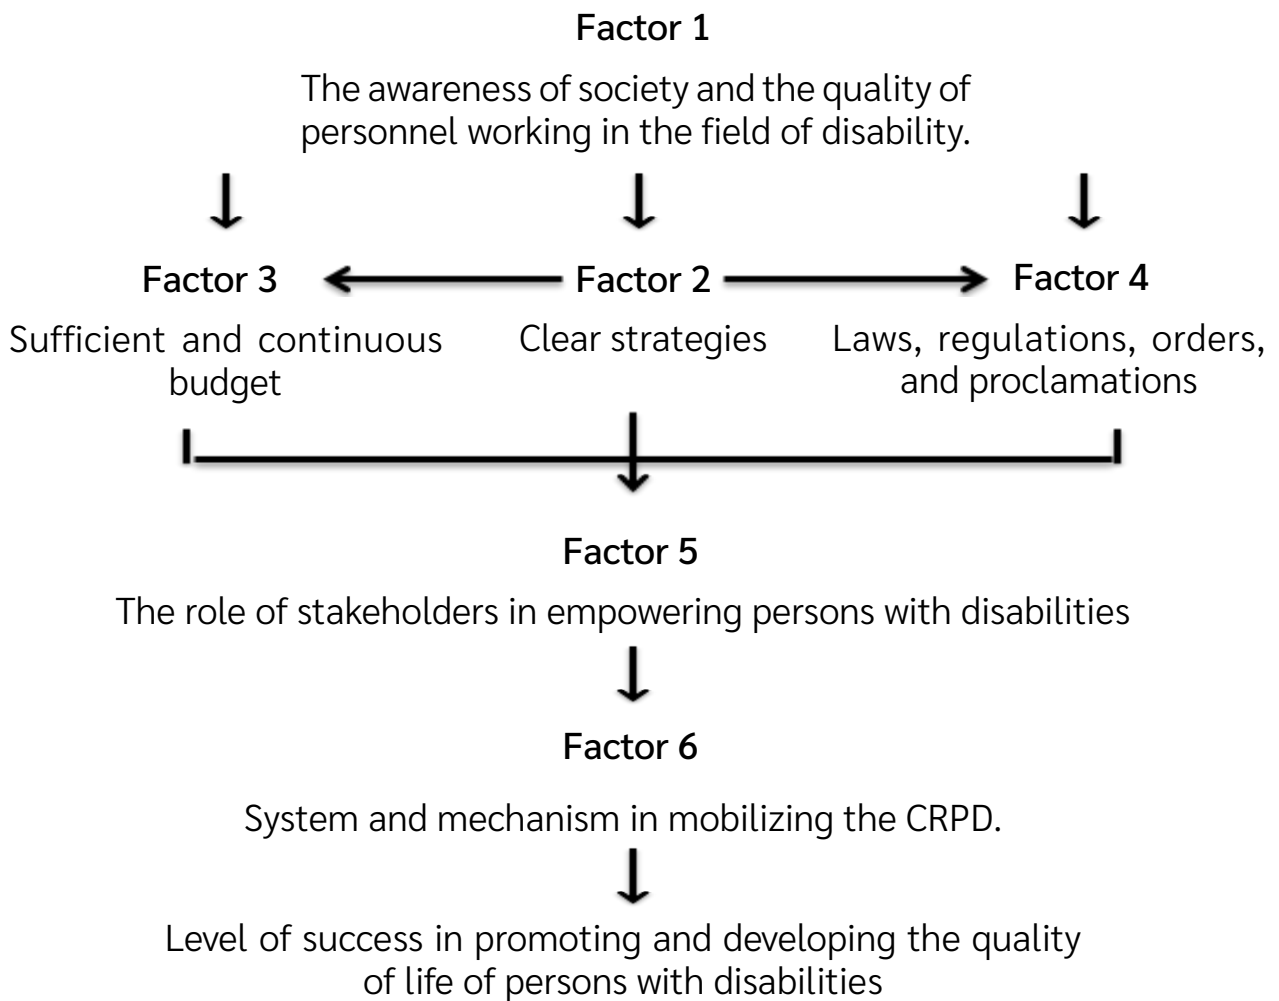 Factor 1
The awareness of society and the quality of
personnel working in the field of disability.
Factor 3
Factor 2
Factor 4
Sufficient and continuous
budget
Clear strategies
Laws, regulations, orders,
and proclamations
Factor 5
The role of stakeholders in empowering persons with disabilities
Factor 6
System and mechanism in mobilizing the CRPD.
Level of success in promoting and developing the quality
of life of persons with disabilities